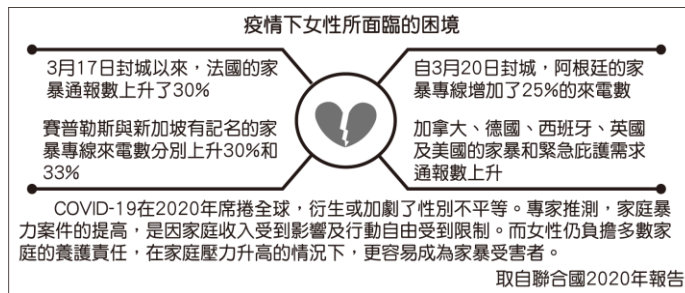 疫情下女性所面臨的困境
3月17日封城以來，法國的家
暴通報數上升了30%
自3月20日封城，阿根廷的家
暴專線增加了25%的來電數
賽普勒斯與新加坡有記名的家
暴專線來電數分別上升30%和
33%
加拿大、德國、西班牙、英國
及美國的家暴和緊急庇護需求
通報數上升
COVID-19在2020年席捲全球，衍生或加劇了性別不平等。專家推測，家庭暴
力案件的提高，是因家庭收入受到影響及行動自由受到限制。而女性仍負擔多數家
庭的養護責任，在家庭壓力升高的情況下，更容易成為家暴受害者。
取自聯合國2020年報告